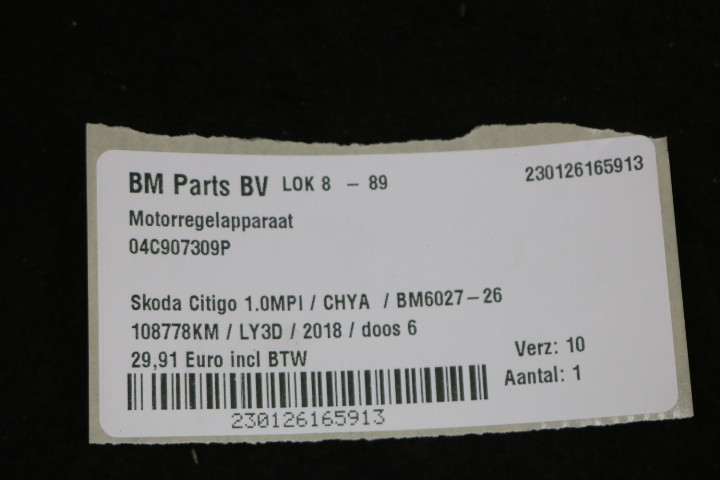 BM Parts BV LOK 8 - 89
230126165913
Motorregelapparaat
04C907309P
Skoda Citigo 1.0MPI / CHYA / BM6027-26
108778KM / LY3D / 2018 / doos 6
29,91 Euro incl BTW
Verz: 10
Aantal: 1
230126165913